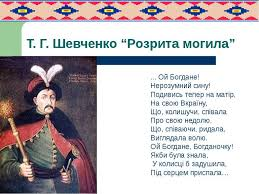 Т. Г. Шевченко “Розрита могила”
... Ой Богдане!
Нерозумний сину!
Подивись тепер на матір,
На свою Вкраїну,
Що, колишучи, співала
Про свою недолю,
Що, співаючи, ридала,
Виглядала волю.
Ой Богдане, Богданочку!
Якби була знала,
У колисці б задушила,
Під серцем приспала…